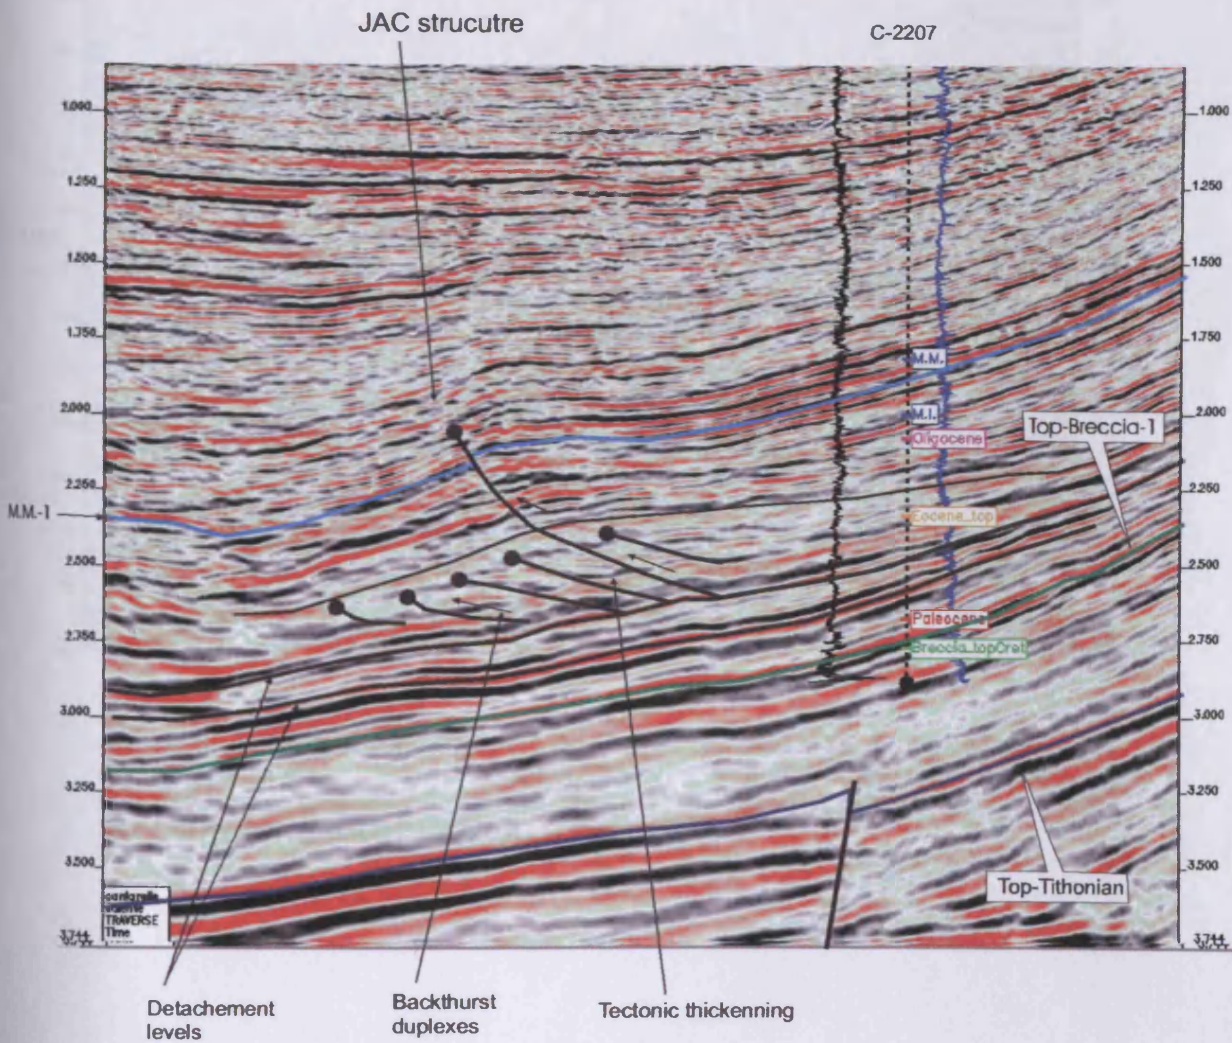 JAC strucutre
C-2207
1.000
1.250
1.500
1.750
2.000
2.250
M.M.-1
2.500
2.750
3.000
3.250
3.500
3.744
TRAVERSE
Time
1.000
1.250
1.500
1.750
2.000
2.250
2.500
2.750
3.000
3.250
3.500
3.744
M.M.
M.I.
Oligocene
Top-Breccia-1
Eocene_top
Paleocene
Breccia_topCret
Top-Tithonian
Detachement
levels
Backthurst
duplexes
Tectonic thickenning